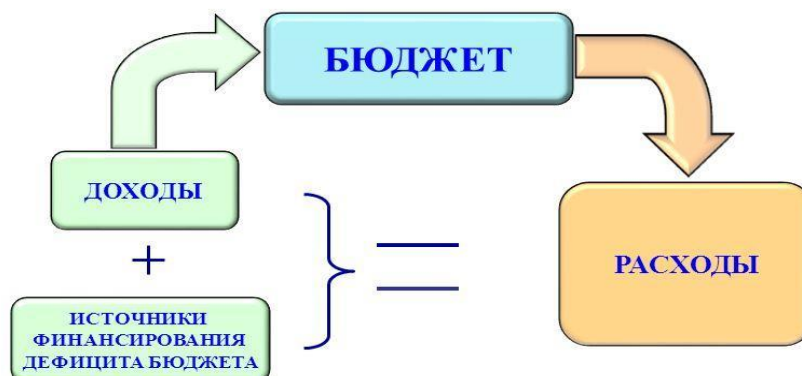 БЮДЖЕТ
ДОХОДЫ
+
ИСТОЧНИКИ
ФИНАНСИРОВАНИЯ
ДЕФИЦИТА БЮДЖЕТА
=
РАСХОДЫ